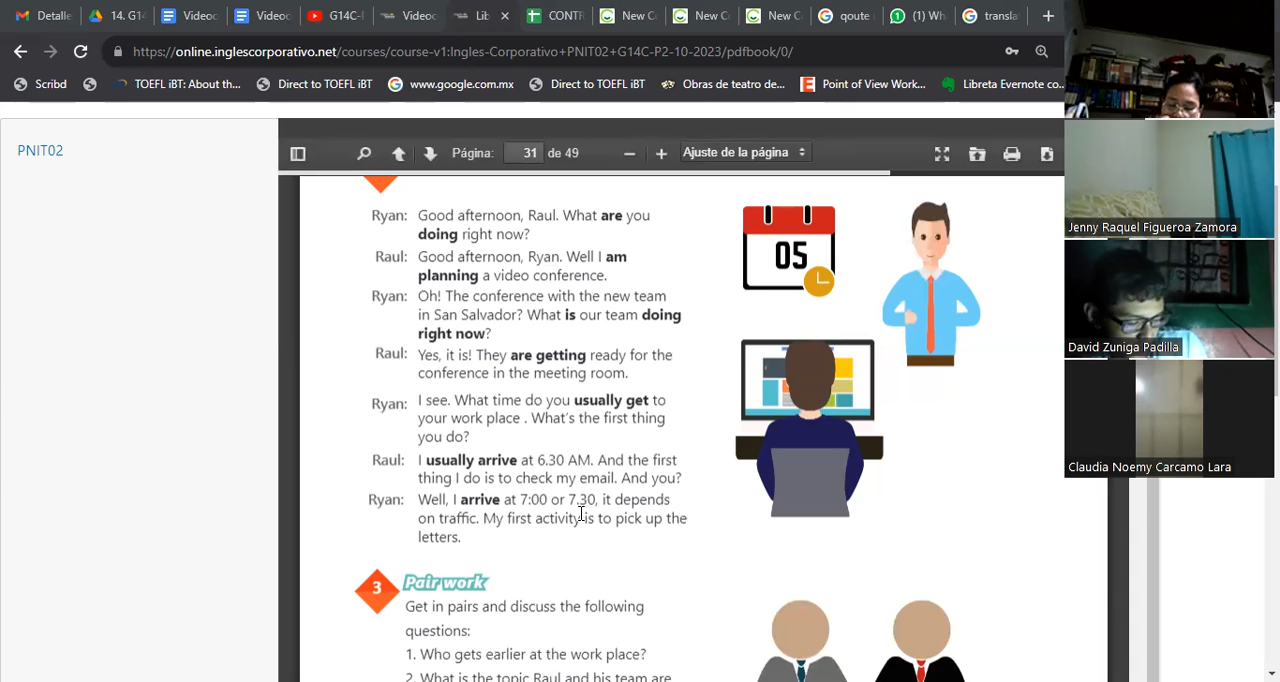 Detalle
14. G14
Videoc
Videoc
G14C-I
Videoc
Lib
CONTR
New C
New C
New C
qoute
(1) Wh
transla
https://online.inglescorporativo.net/courses/course-v1:Ingles-Corporativo+PNIT02+G14C-P2-10-2023/pdfbook/0/
Scribd
TOEFL iBT: About th...
Direct to TOEFL iBT
www.google.com.mx
Direct to TOEFL iBT
Obras de teatro de...
Point of View Work...
Libreta Evernote co...
PNIT02
Página: 31 de 49
Ajuste de la página
Ryan: Good afternoon, Raul. What are you
doing right now?
Raul: Good afternoon, Ryan. Well I am
planning a video conference.
Ryan: Oh! The conference with the new team
in San Salvador? What is our team doing
right now?
Raul: Yes, it is! They are getting ready for the
conference in the meeting room.
Ryan: I see. What time do you usually get to
your work place . What's the first thing
you do?
Raul: I usually arrive at 6.30 AM. And the first
thing I do is to check my email. And you?
Ryan: Well, I arrive at 7:00 or 7.30, it depends
on traffic. My first activity is to pick up the
letters.
05
3 Pair work
Get in pairs and discuss the following
questions:
1. Who gets earlier at the work place?
2. What is the topic Raul and his team are
Jenny Raquel Figueroa Zamora
David Zuniga Padilla
Claudia Noemy Carcamo Lara